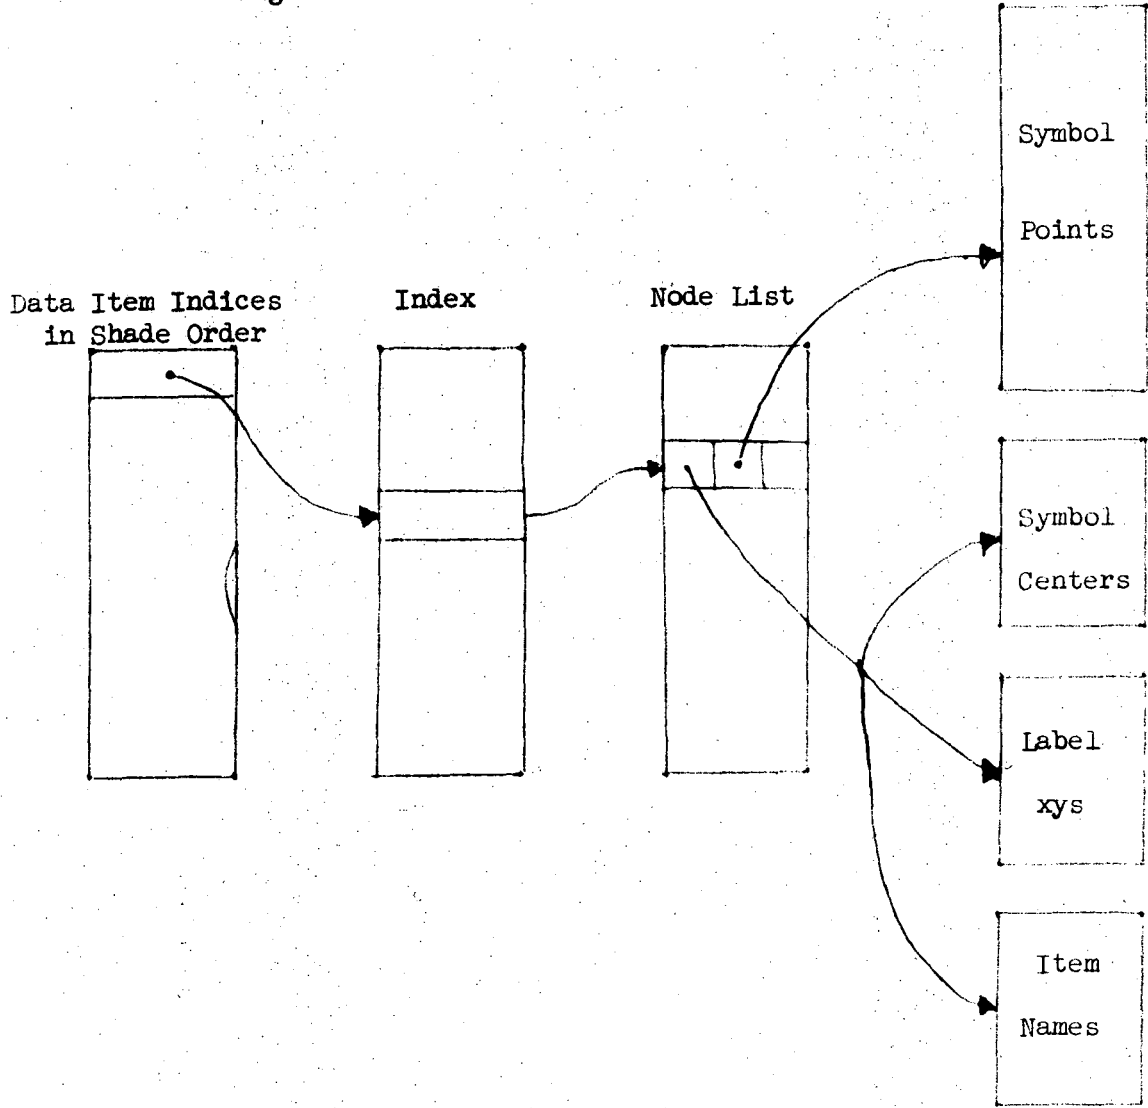 Data Item Indices
in Shade Order
Index
Node List
Symbol
Points
Symbol
Centers
Label
xys
Item
Names